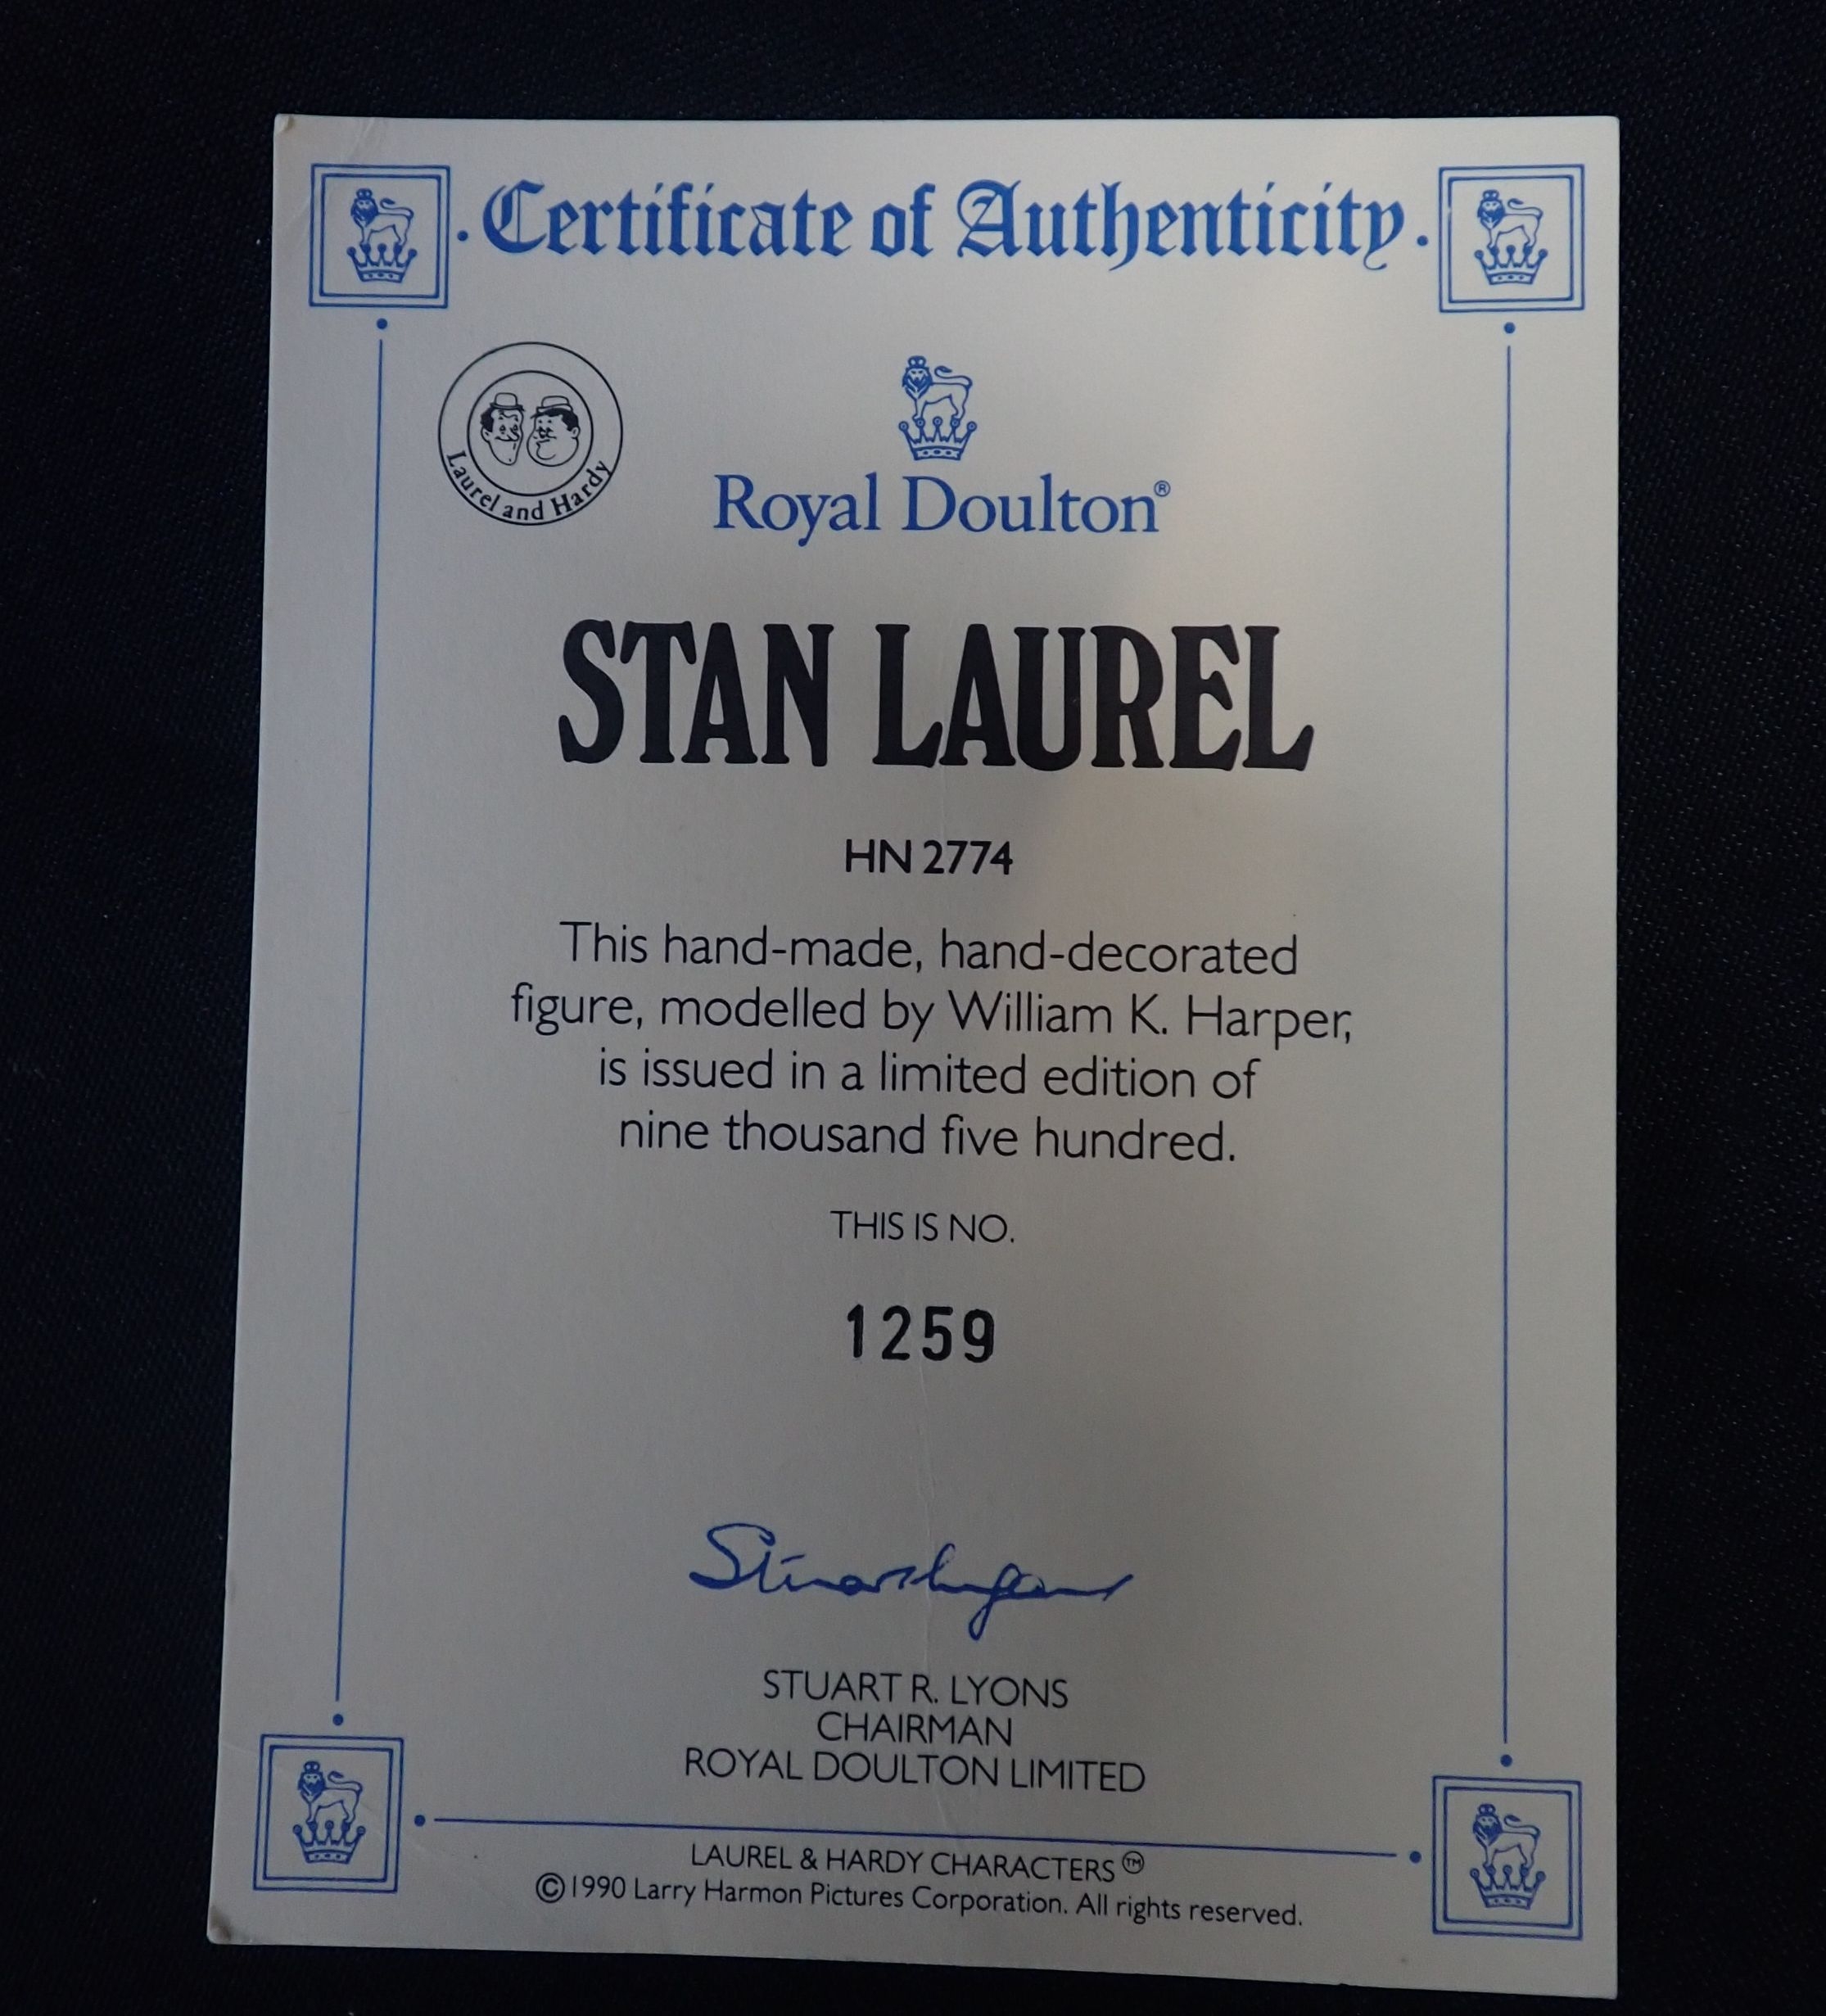 Certificate of Authenticity
Laurel and Hardy
Royal Doulton®
STAN LAUREL
HN 2774
This hand-made, hand-decorated
figure, modelled by William K. Harper,
is issued in a limited edition of
nine thousand five hundred.
THIS IS NO.
1259
Stuart Lyons
STUART R. LYONS
CHAIRMAN
ROYAL DOULTON LIMITED
LAUREL & HARDY CHARACTERS™
©1990 Larry Harmon Pictures Corporation. All rights reserved.